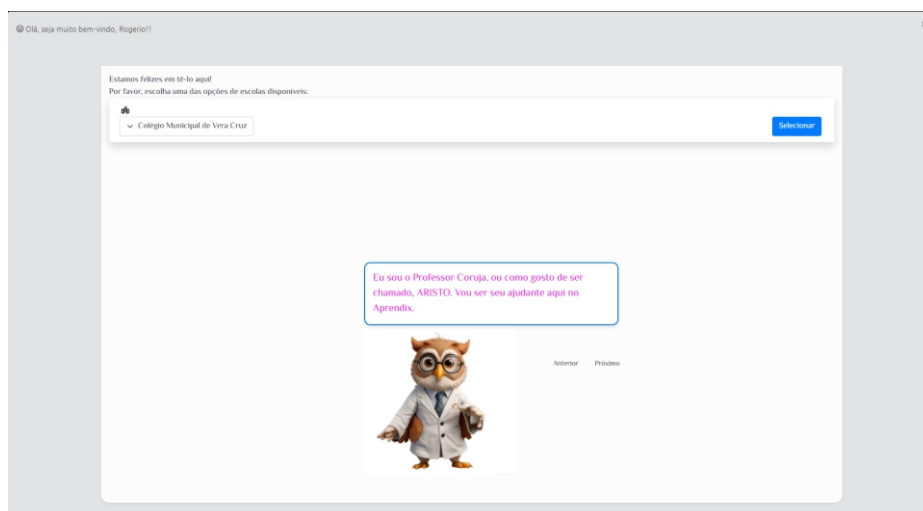 Olá, seja muito bem-vindo, Rogerio!!
Estamos felizes em tê-lo aqui!
Por favor, escolha uma das opções de escolas disponíveis:
Colégio Municipal de Vera Cruz
Selecionar
Eu sou o Professor Coruja, ou como gosto de ser
chamado, ARISTO. Vou ser seu ajudante aqui no
Aprendix.
Anterior Próximo